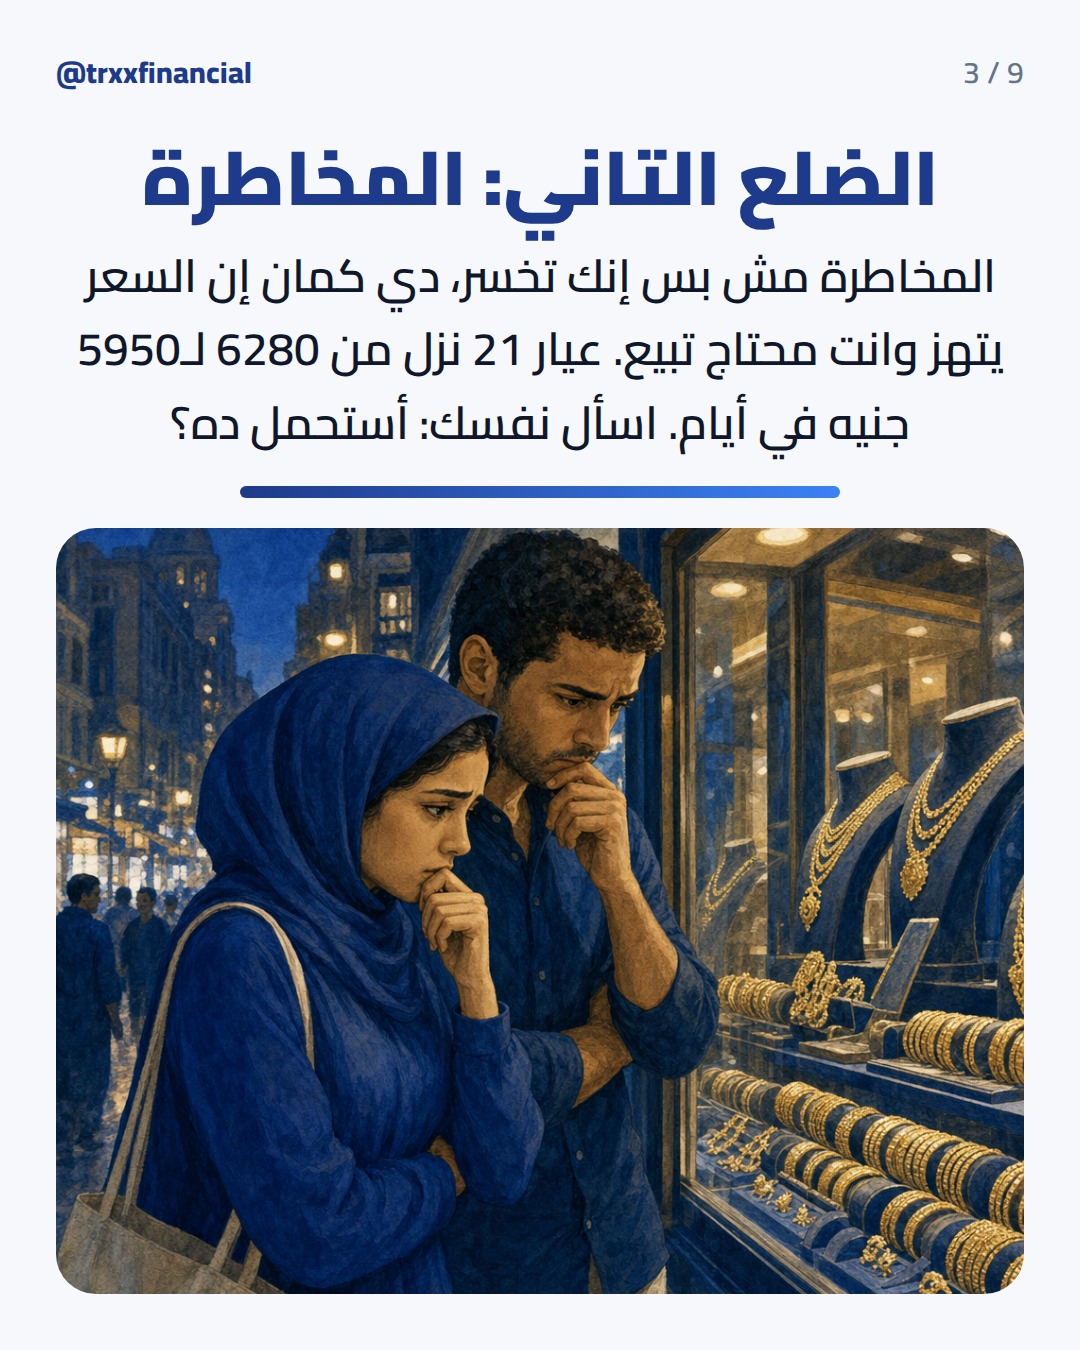 @trxxfinancial
3 / 9
الضلع التاني: المخاطرة
المخاطرة مش بس إنك تخسر، دي كمان إن السعر
يتهز وانت محتاج تبيع. عيار 21 نزل من 6280 لـ5950
جنيه في أيام. اسأل نفسك: أستحمل ده؟